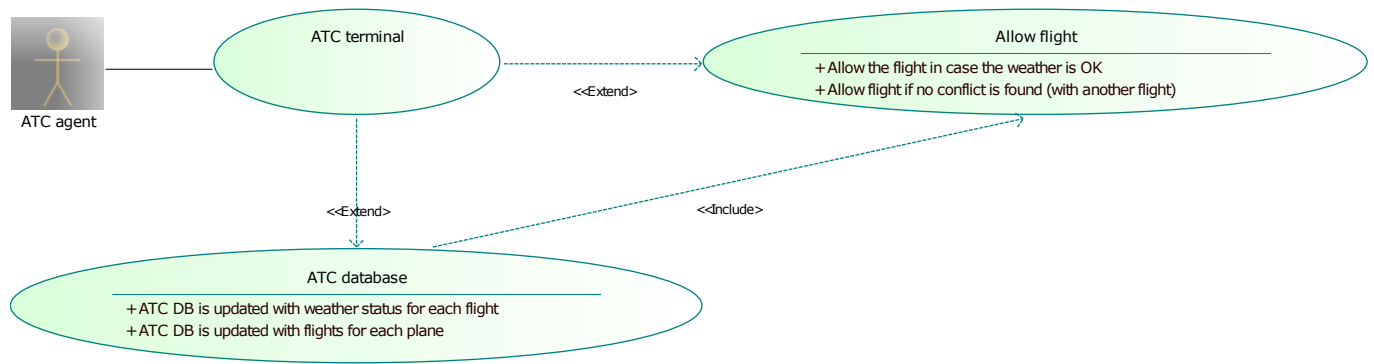 ATC terminal
Allow flight
+ Allow the flight in case the weather is OK
+ Allow flight if no conflict is found (with another flight)
<<Extend>
ATC agent
<<Extend>
<<Include>
ATC database
+ ATC DB is updated with weather status for each flight
+ ATC DB is updated with flights for each plane